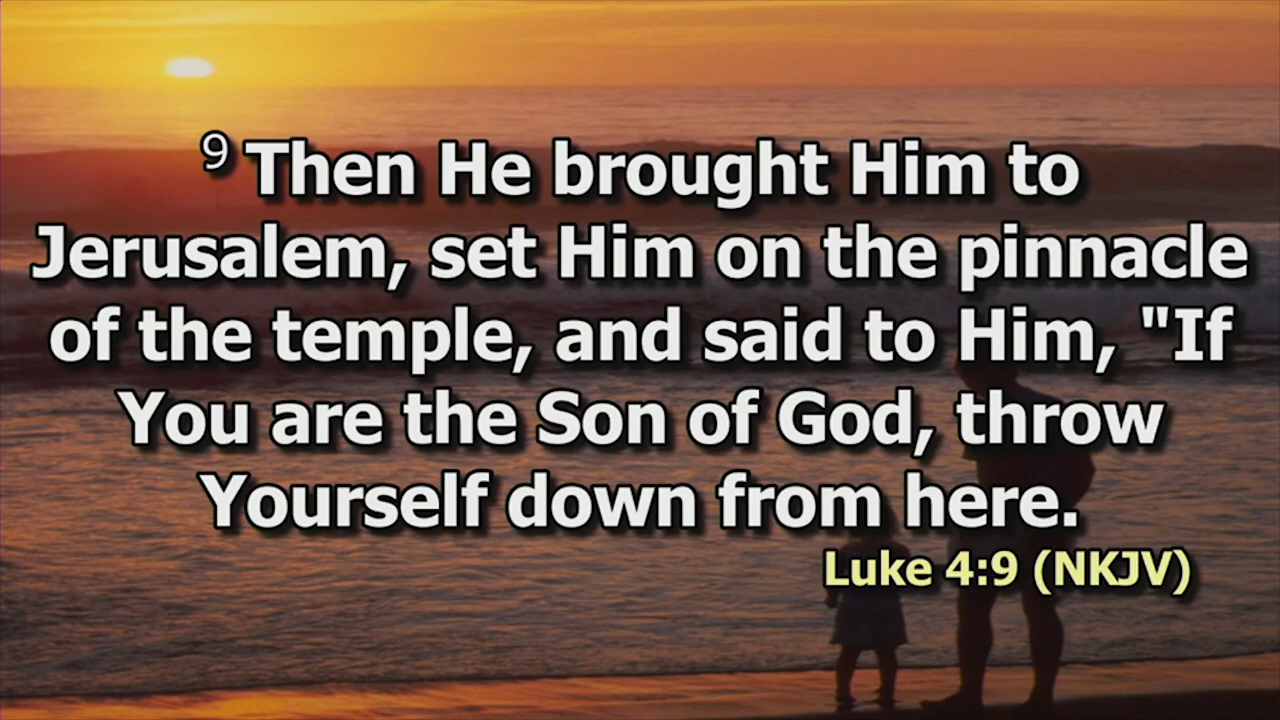 9 Then He brought Him to
Jerusalem, set Him on the pinnacle
of the temple, and said to Him, "If
You are the Son of God, throw
Yourself down from here.
Luke 4:9 (NKJV)